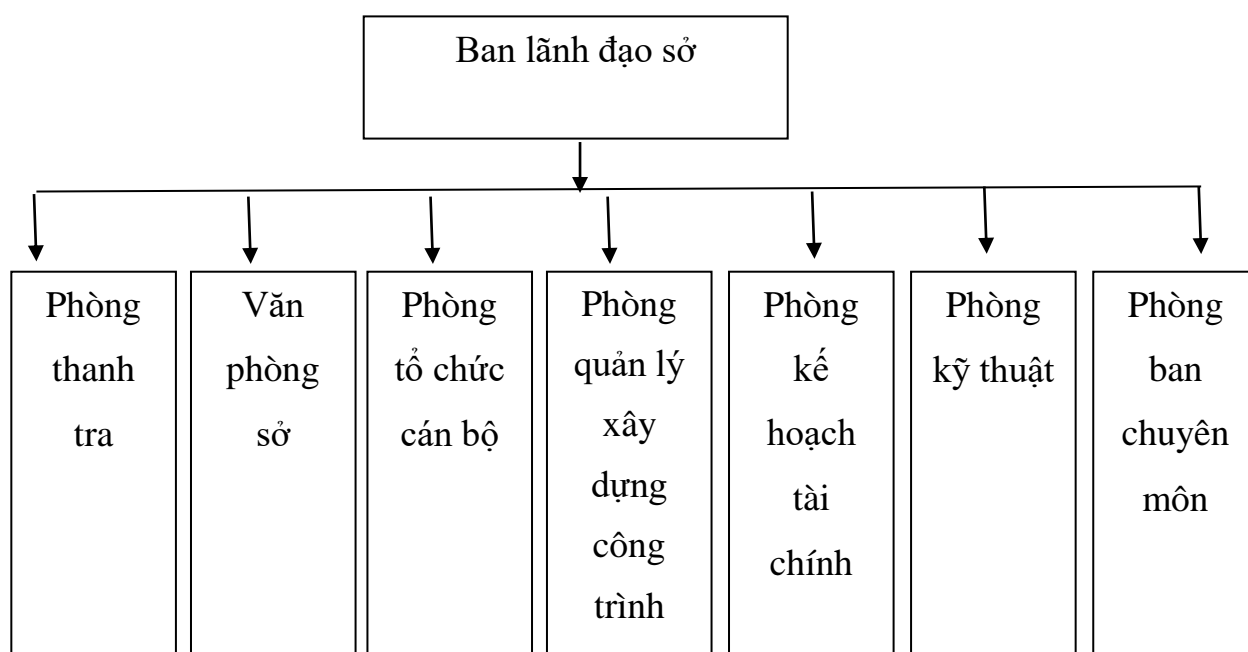 Ban lãnh đạo sở
Phòng
thanh
tra
Văn
phòng
sở
Phòng
tổ chức
cán bộ
Phòng
quản lý
xây
dựng
công
trình
Phòng
kế
hoạch
tài
chính
Phòng
kỹ thuật
Phòng
ban
chuyên
môn